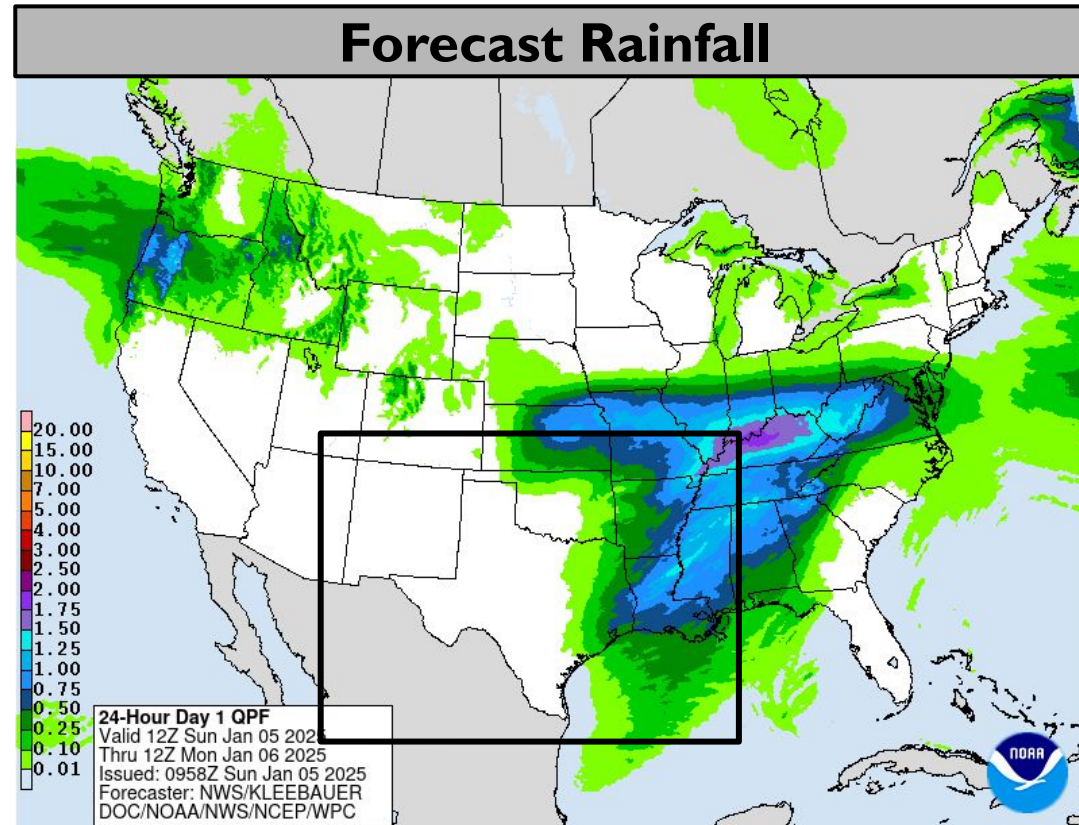 Forecast Rainfall
20.00
15.00
10.00
7.00
5.00
4.00
3.00
2.50
2.00
1.75
1.50
1.25
1.00
0.75
0.50
0.25
0.10
0.01
24-Hour Day 1 QPF
Valid 12Z Sun Jan 05 2025
Thru 12Z Mon Jan 06 2025
Issued: 0958Z Sun Jan 05 2025
Forecaster: NWS/KLEEBAUER
DOC/NOAA/NWS/NCEP/WPC
NOAA